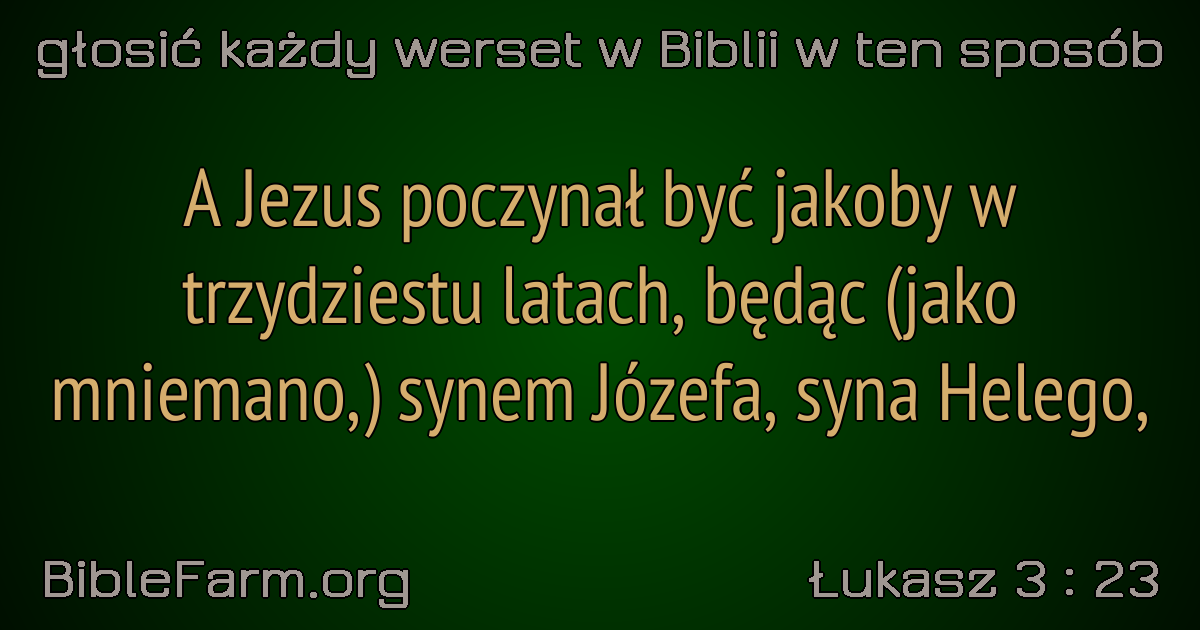 głosić każdy werset w Biblii w ten sposób
A Jezus poczynał być jakoby w
trzydziestu latach, będąc (jako
mniemano,) synem Józefa, syna Helego,
BibleFarm.org
Łukasz 3 : 23